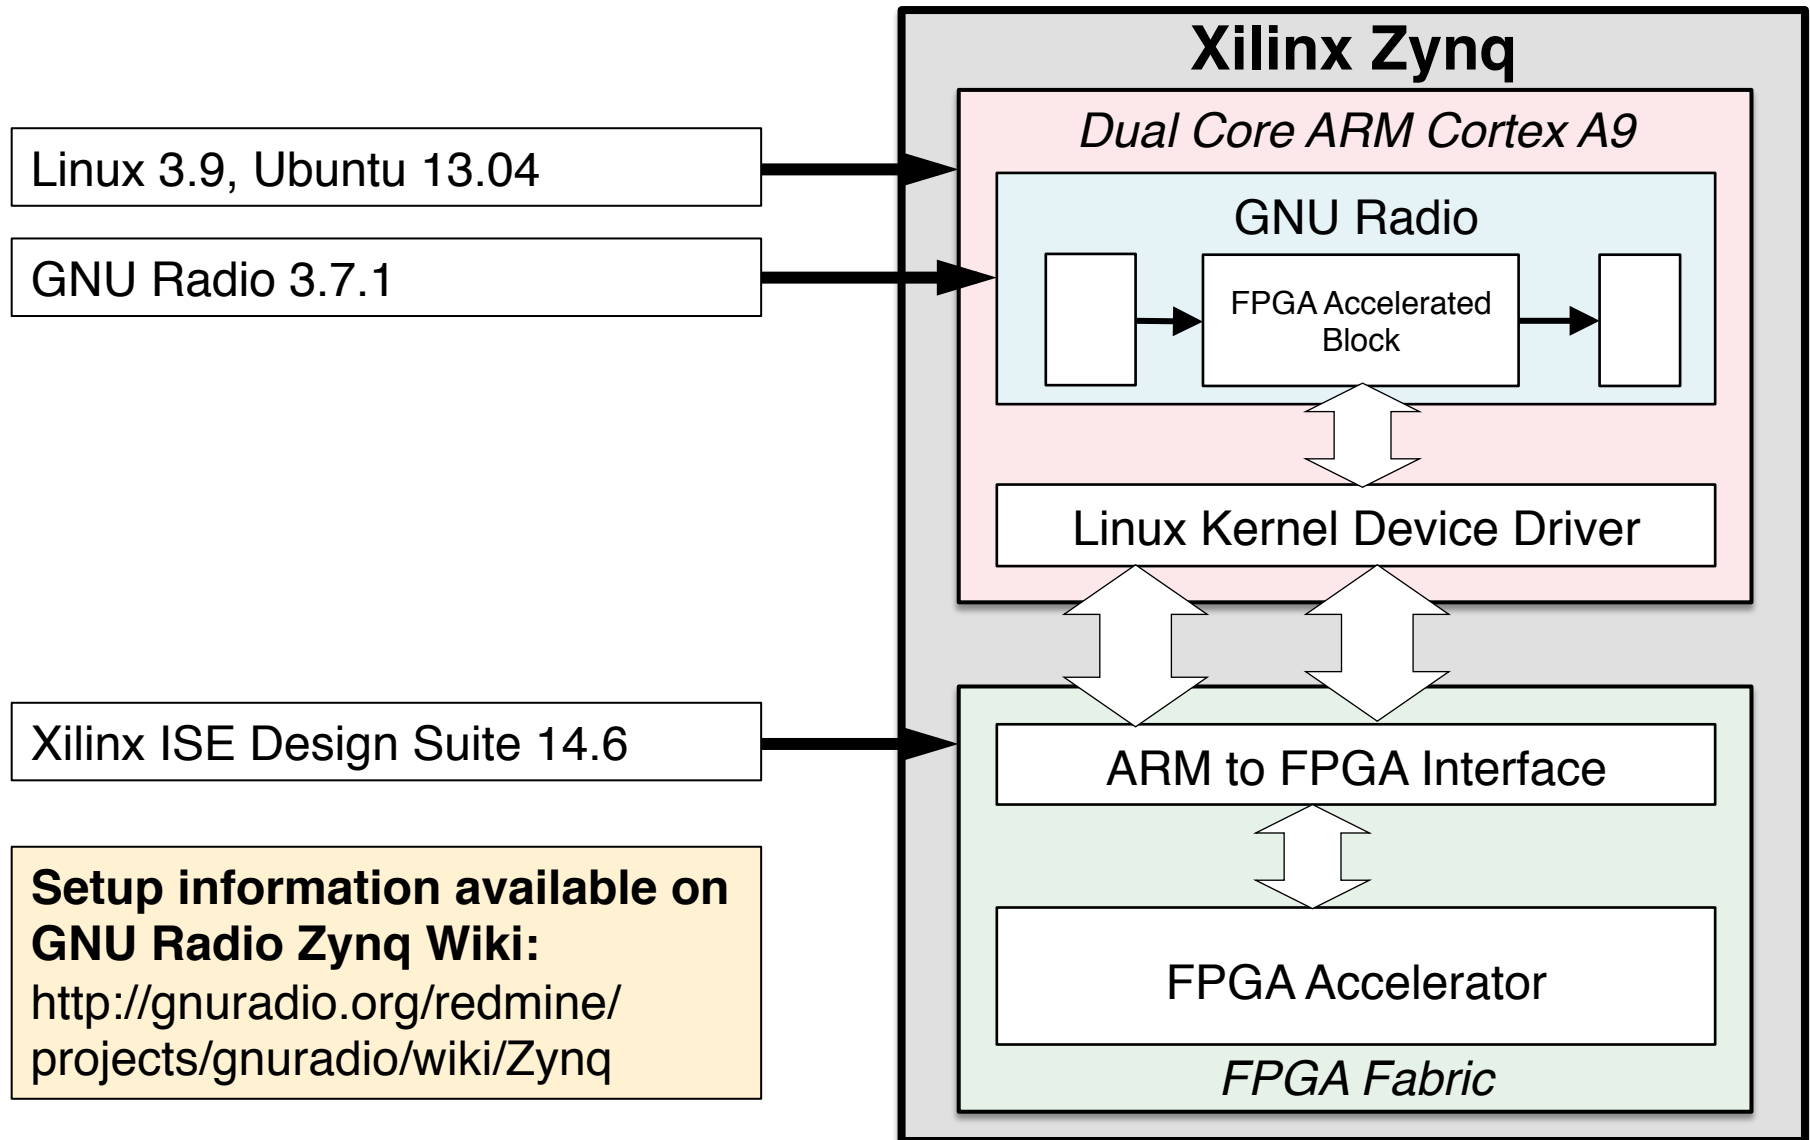 Xilinx Zynq
Dual Core ARM Cortex A9
Linux 3.9, Ubuntu 13.04
GNU Radio
GNU Radio 3.7.1
FPGA Accelerated
Block
Linux Kernel Device Driver
Xilinx ISE Design Suite 14.6
ARM to FPGA Interface
Setup information available on
GNU Radio Zynq Wiki:
http://gnuradio.org/redmine/
projects/gnuradio/wiki/Zynq
FPGA Accelerator
FPGA Fabric